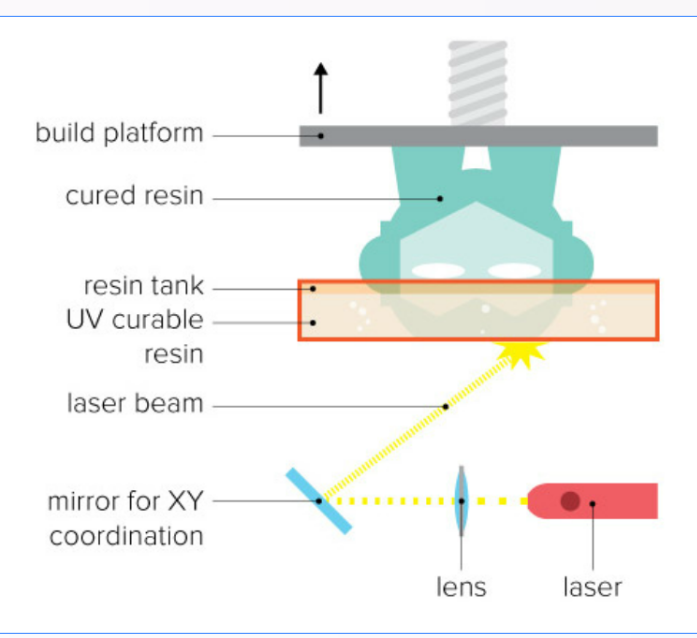 build platform
cured resin
resin tank
UV curable
resin
laser beam
mirror for XY
coordination
lens
laser